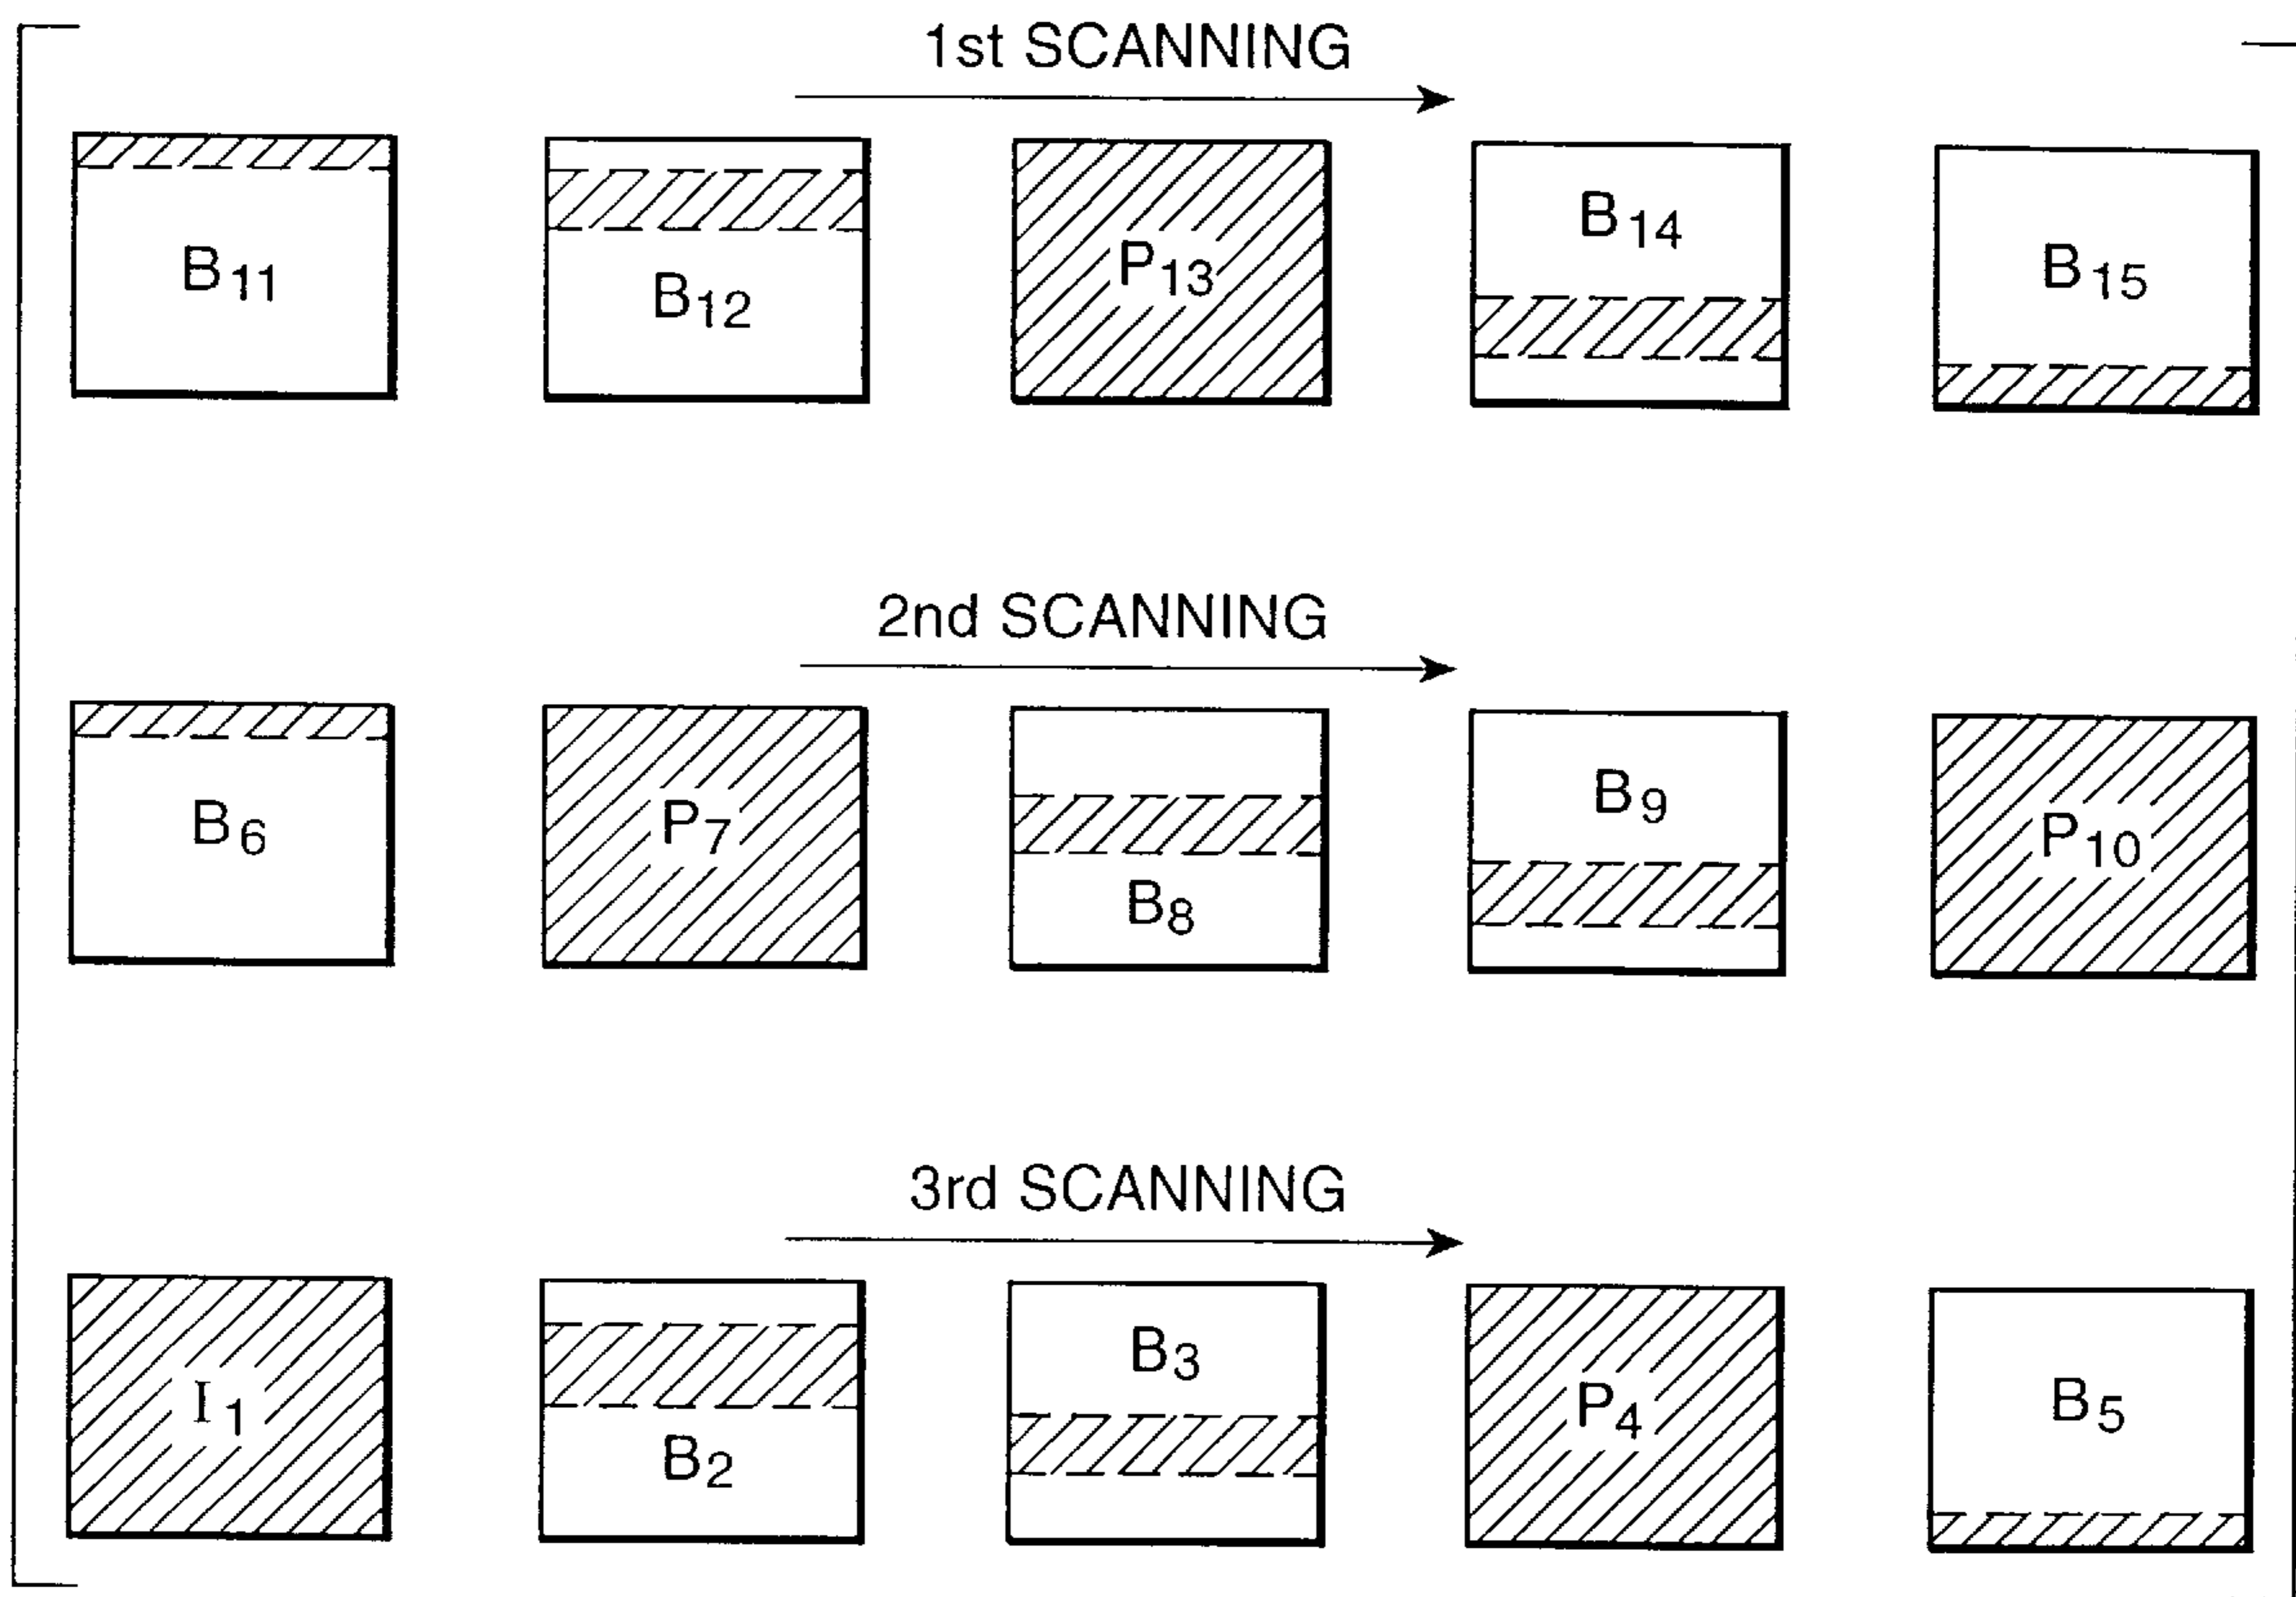 1st SCANNING
B11 B12 P13 B14 B15
2nd SCANNING
B6 P7 B8 B9 P10
3rd SCANNING
I1 B2 B3 P4 B5